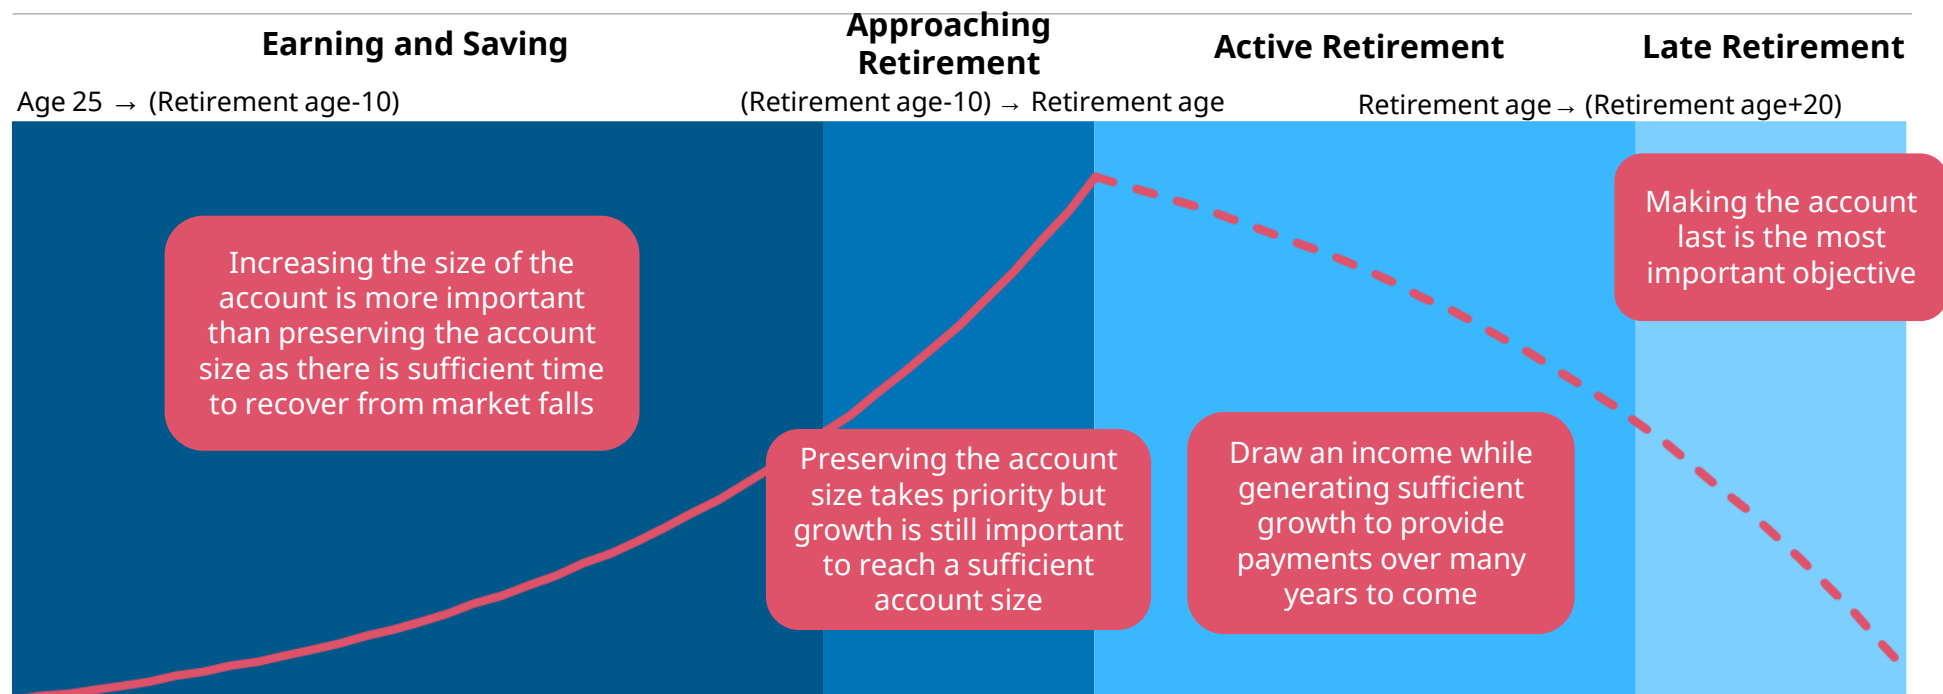 Earning and Saving
Approaching
Retirement
Active Retirement
Late Retirement
Age 25 → (Retirement age-10)
(Retirement age-10) → Retirement age
Retirement age→ (Retirement age+20)
Increasing the size of the
account is more important
than preserving the account
size as there is sufficient time
to recover from market falls
Preserving the account
size takes priority but
growth is still important
to reach a sufficient
account size
Draw an income while
generating sufficient
growth to provide
payments over many
years to come
Making the account
last is the most
important objective